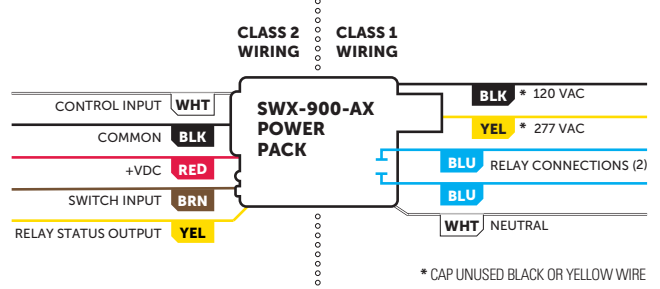 CLASS 2 WIRING
CLASS 1 WIRING
SWX-900-AX
POWER
PACK
CONTROL INPUT WHT
COMMON BLK
+VDC RED
SWITCH INPUT BRN
RELAY STATUS OUTPUT YEL
BLK * 120 VAC
YEL * 277 VAC
BLU RELAY CONNECTIONS (2)
BLU
WHT NEUTRAL
* CAP UNUSED BLACK OR YELLOW WIRE